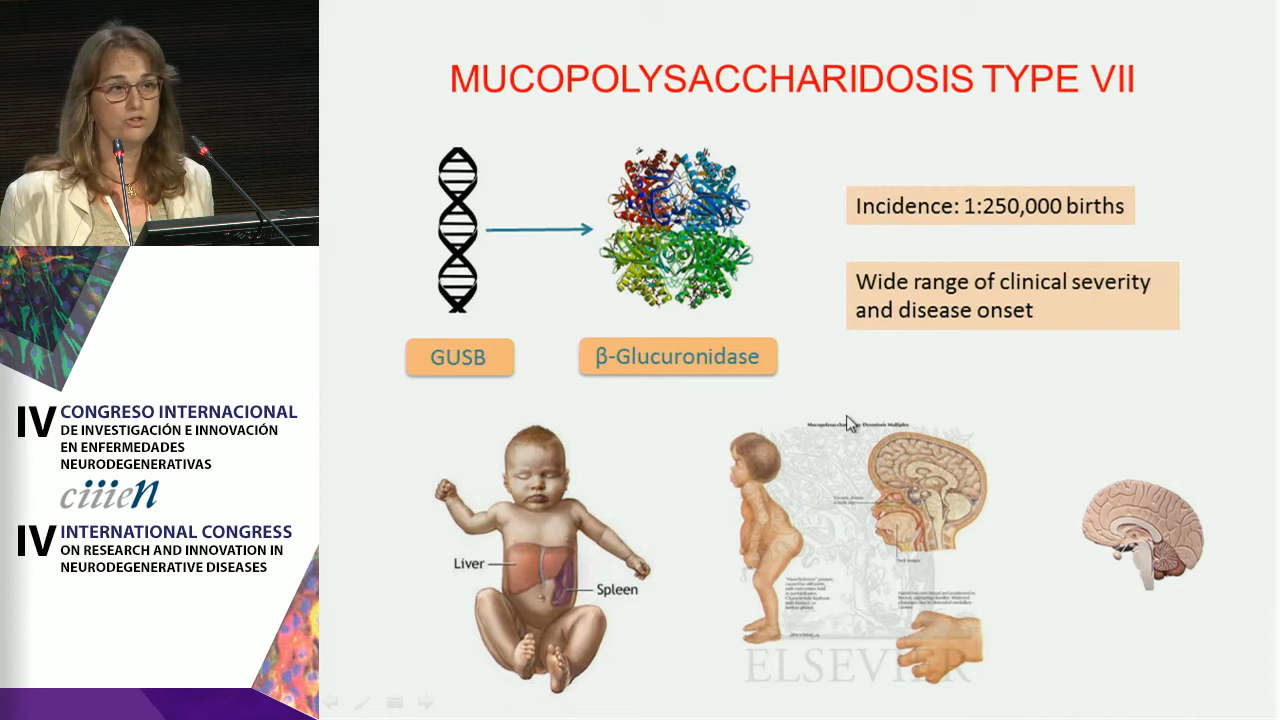 MUCOPOLYSACCHARIDOSIS TYPE VII
Incidence: 1:250,000 births
Wide range of clinical severity
and disease onset
GUSB
β-Glucuronidase
Liver
Spleen
ELSEVIER
IV CONGRESO INTERNACIONAL
DE INVESTIGACIÓN E INNOVACIÓN
EN ENFERMEDADES
NEURODEGENERATIVAS
ciiien
IV INTERNATIONAL CONGRESS
ON RESEARCH AND INNOVATION IN
NEURODEGENERATIVE DISEASES